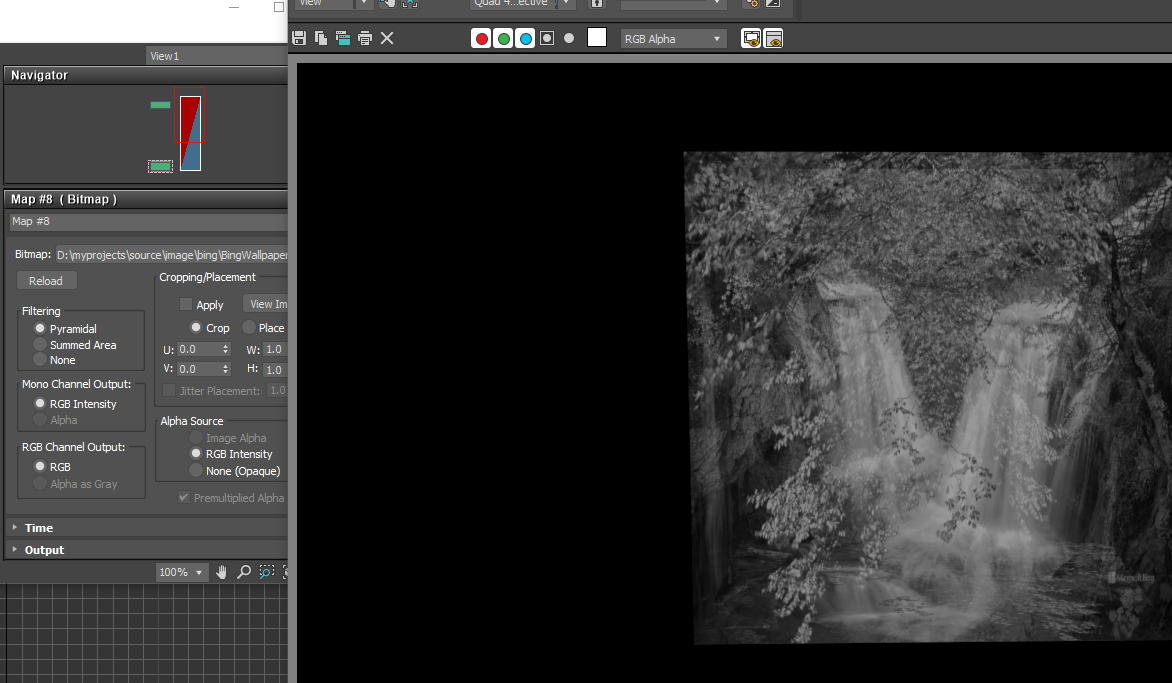 View
Quad 4...ective
RGB Alpha
View1
Navigator
Map #8 ( Bitmap )
Map #8
Bitmap: D:\myprojects\source\image\bing\BingWallpaper
Reload
Cropping/Placement
Apply
View Im
Crop
Place
U: 0.0
W: 1.0
V: 0.0
H: 1.0
Jitter Placement: 1.0
Filtering
Pyramidal
Summed Area
None
Mono Channel Output:
RGB Intensity
Alpha
RGB Channel Output:
RGB
Alpha as Gray
Alpha Source
Image Alpha
RGB Intensity
None (Opaque)
Premultiplied Alpha
Time
Output
100%
Microsoft Bing